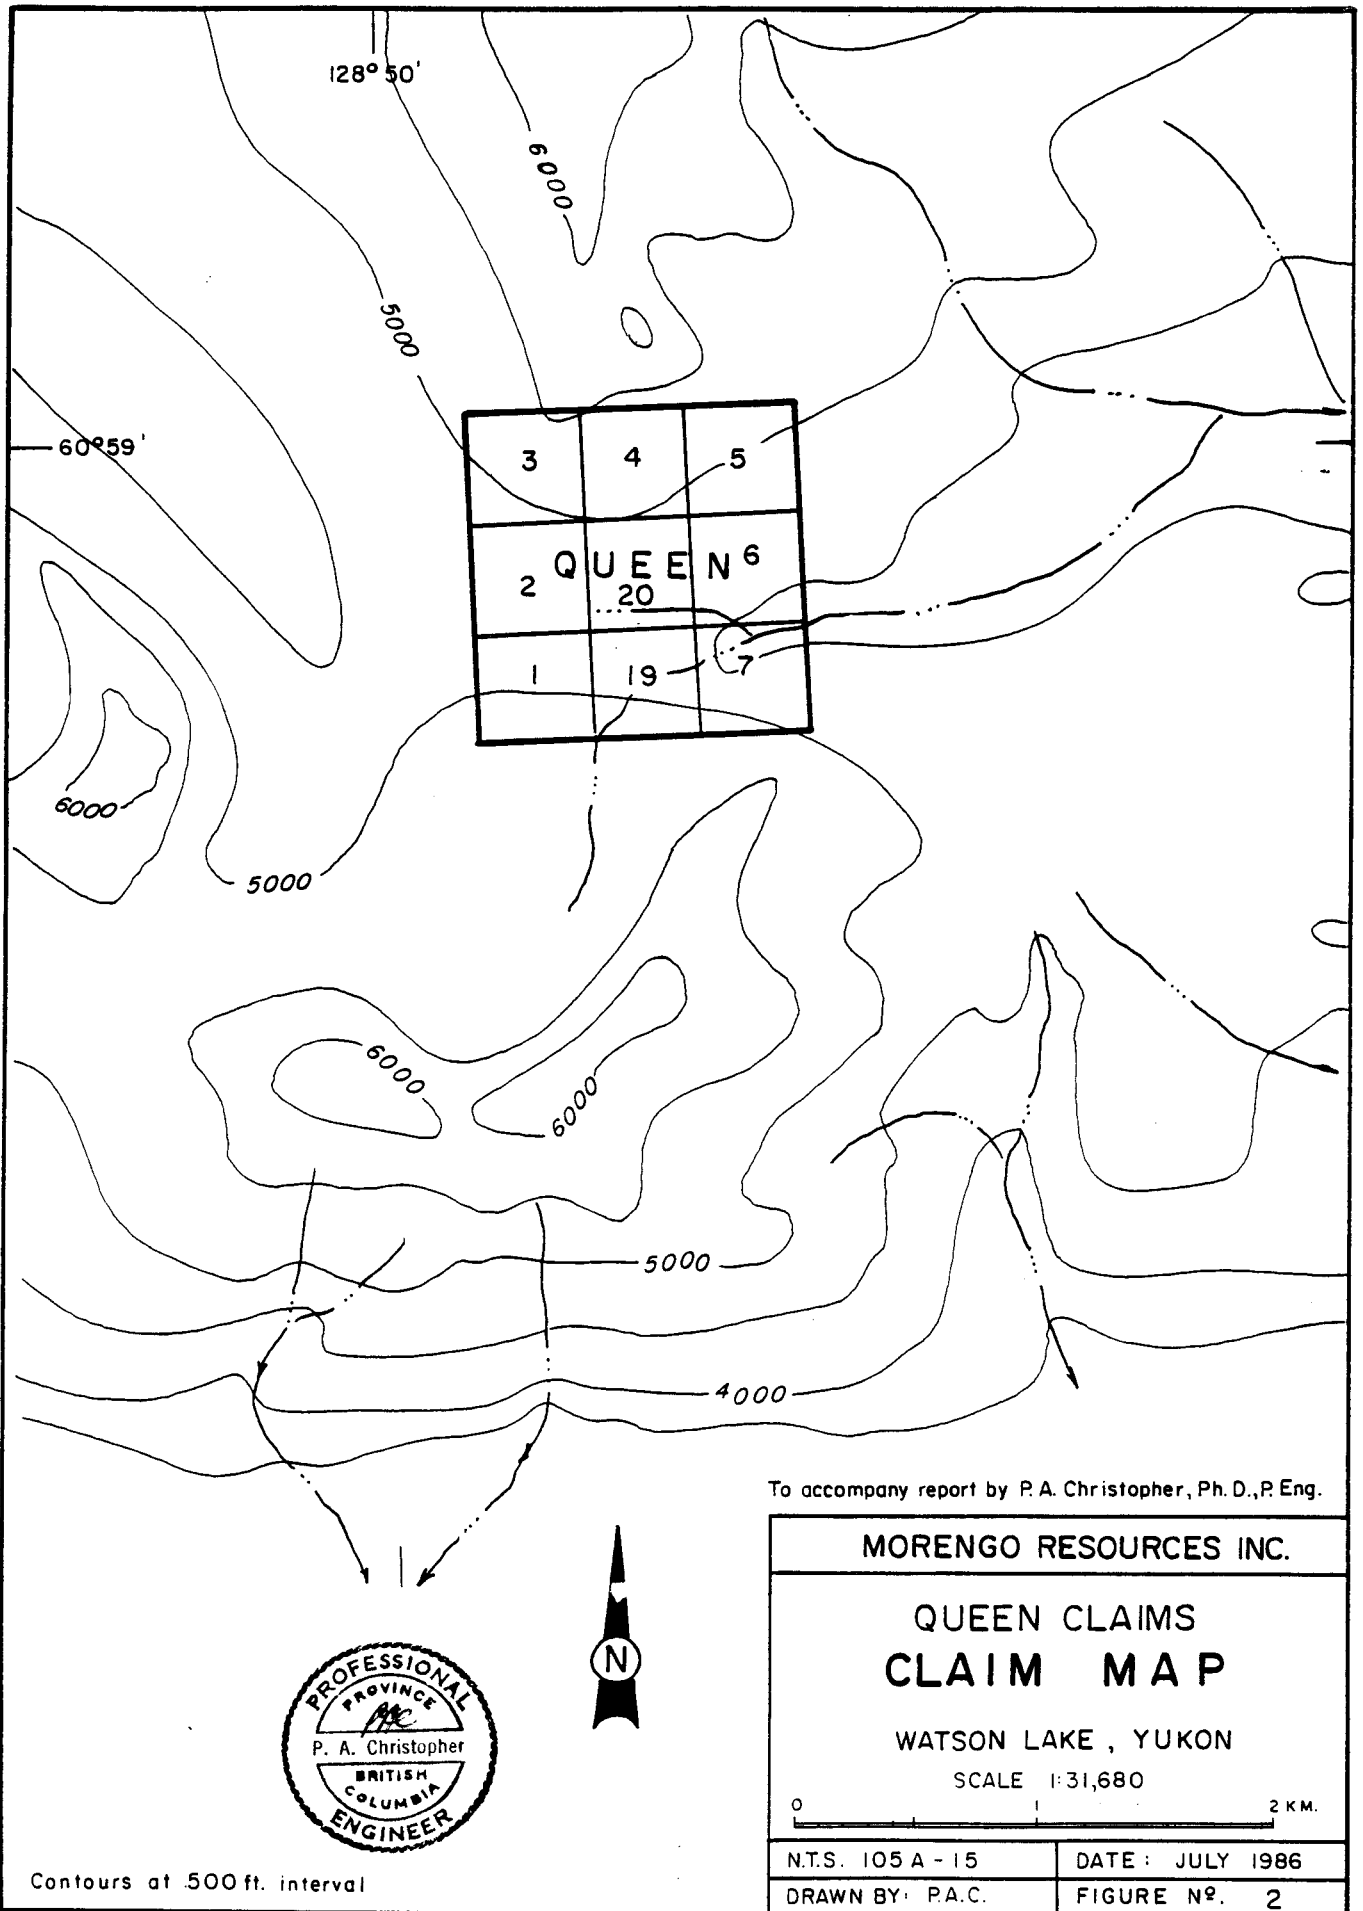 128° 50'
6000
5000
60°59'
3
4
5
QUEEN
6
2
20
1
19
7
6000
5000
6000
6000
5000
4000
To accompany report by P. A. Christopher, Ph. D., P. Eng.
MORENGO RESOURCES INC.
QUEEN CLAIMS
CLAIM MAP
WATSON LAKE , YUKON
SCALE 1:31,680
0 1 2 KM.
N.T.S. 105 A - 15
DATE : JULY 1986
DRAWN BY: P.A.C.
FIGURE Nº. 2
N
PROFESSIONAL
PROVINCE
P. A. Christopher
BRITISH
COLUMBIA
ENGINEER
Contours at 500 ft. interval